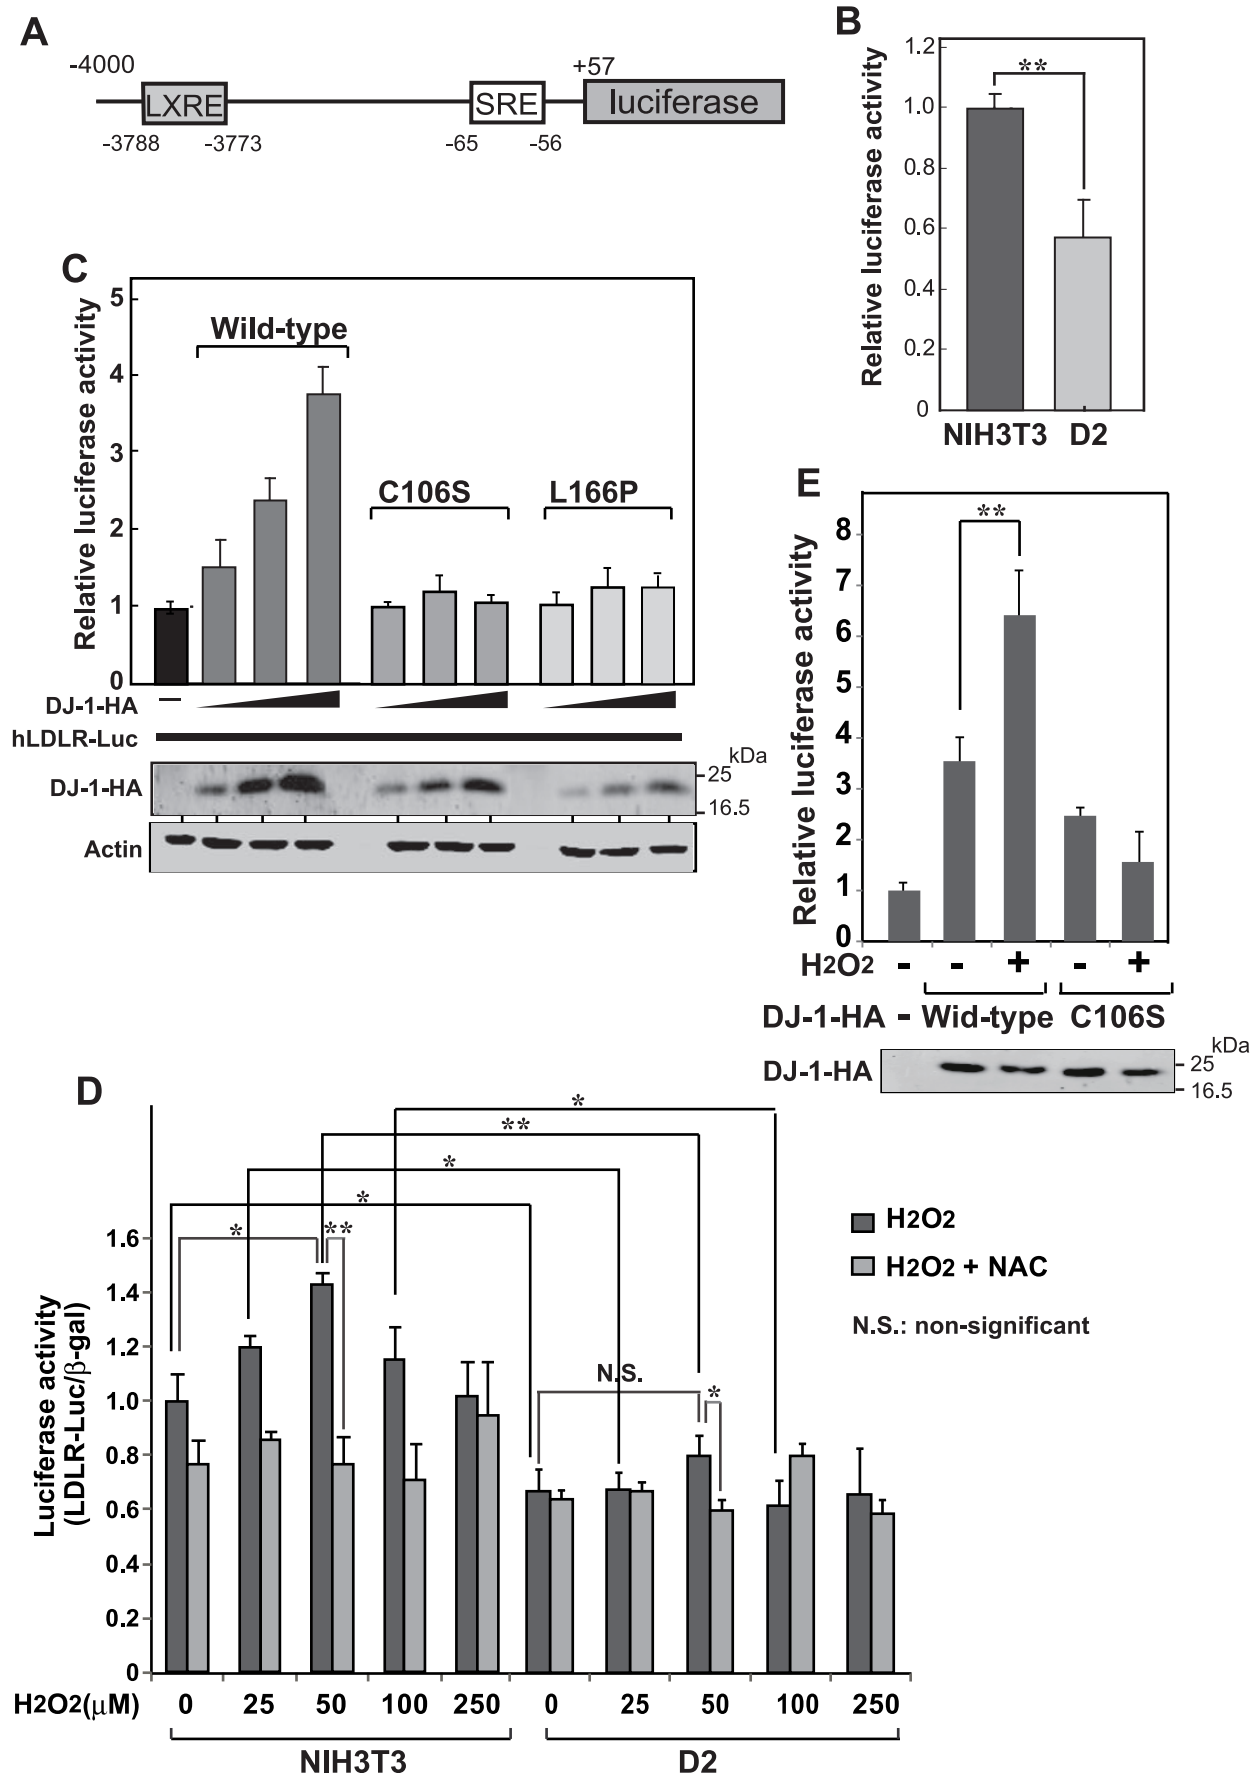 A
-4000
+57
LXRE
SRE
luciferase
-3788
-3773
-65
-56
B
Relative luciferase activity
1.2
1.0
0.8
0.6
0.4
0.2
0
**
NIH3T3 D2
C
Relative luciferase activity
5
4
3
2
1
0
Wild-type
C106S
L166P
DJ-1-HA –
hLDLR-Luc
kDa
DJ-1-HA
25
16.5
Actin
E
Relative luciferase activity
8
7
6
5
4
3
2
1
0
**
H2O2 - - + - +
DJ-1-HA - Wid-type C106S
kDa
DJ-1-HA
25
16.5
D
Luciferase activity
(LDLR-Luc/β-gal)
1.6
1.4
1.2
1.0
0.8
0.6
0.4
0.2
0
*
**
*
*
* **
N.S. *
H2O2
H2O2 + NAC
N.S.: non-significant
H2O2(μM) 0 25 50 100 250 0 25 50 100 250
NIH3T3 D2